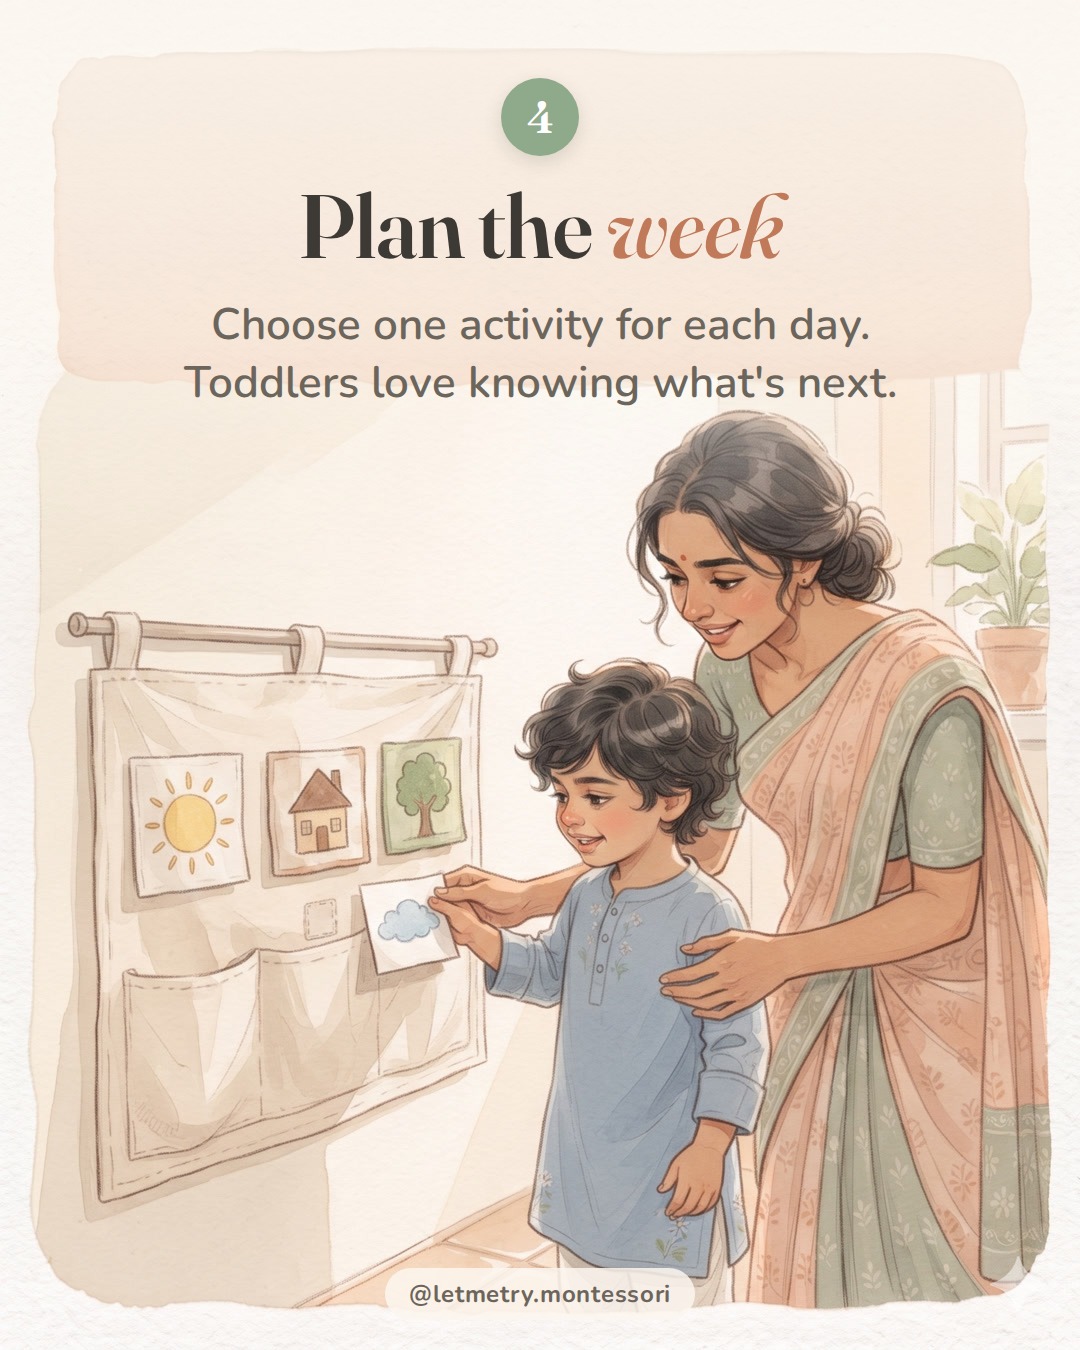 4
Plan the week
Choose one activity for each day.
Toddlers love knowing what's next.
@letmetry.montessori